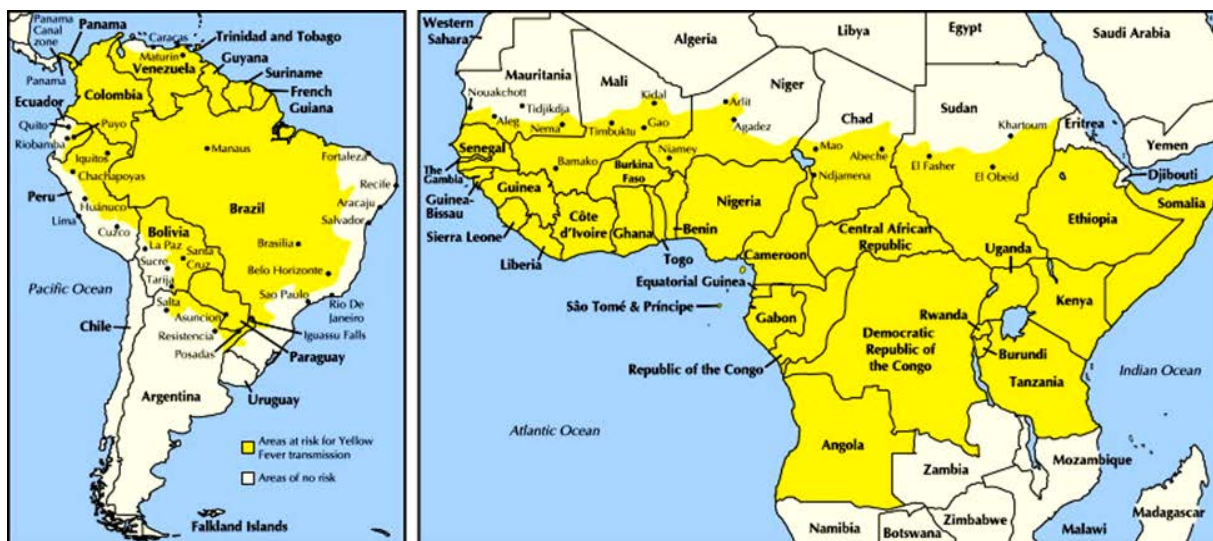 Panama
Canal
zone
Panama
Caracas
Trinidad and Tobago
Maturin
Venezuela
Guyana
Suriname
French
Guiana
Panama
Colombia
Ecuador
Quito
Puyo
Riobamba
Iquitos
Manaus
Fortaleza
Chachapoyas
Recife
Peru
Brazil
Aracaju
Huánuco
Salvador
Lima
Bolivia
Cuzco
La Paz
Santa
Cruz
Brasilia
Sucre
Belo Horizonte
Tarija
Pacific Ocean
Salta
Sao Paulo
Rio De
Janeiro
Chile
Asuncion
Iguassu Falls
Resistencia
Posadas
Paraguay
Argentina
Uruguay
Areas at risk for Yellow
Fever transmission
Areas of no risk
Falkland Islands
Western
Sahara
Algeria
Libya
Egypt
Saudi Arabia
Mauritania
Mali
Niger
Nouakchott
Tidjikdja
Kidal
Arlit
Chad
Sudan
Aleg
Nema
Timbuktu
Gao
Agadez
Khartoum
Eritrea
Yemen
Senegal
Niamey
Mao
Abeche
The
Gambia
Bamako
Burkina
Faso
Ndjamena
El Fasher
El Obeid
Djibouti
Guinea
Guinea-
Bissau
Nigeria
Somalia
Côte
d'Ivoire
Ghana
Benin
Ethiopia
Sierra Leone
Central African
Republic
Liberia
Togo
Cameroon
Uganda
Equatorial Guinea
Kenya
São Tomé & Príncipe
Gabon
Rwanda
Democratic
Republic of
the Congo
Burundi
Republic of the Congo
Tanzania
Indian Ocean
Atlantic Ocean
Angola
Zambia
Mozambique
Namibia
Botswana
Zimbabwe
Malawi
Madagascar